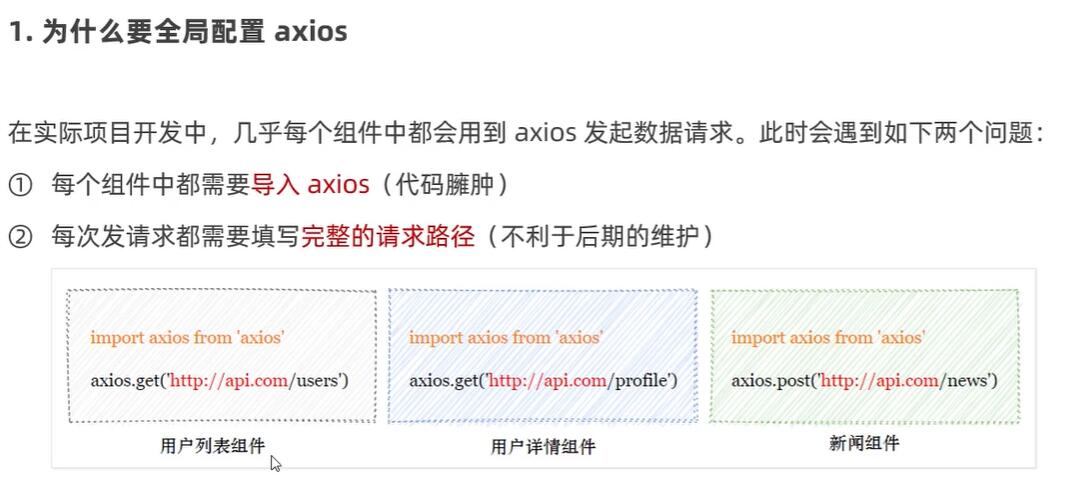 1. 为什么要全局配置 axios
在实际项目开发中，几乎每个组件中都会用到 axios 发起数据请求。此时会遇到如下两个问题：
① 每个组件中都需要导入 axios（代码臃肿）
② 每次发请求都需要填写完整的请求路径（不利于后期的维护）
import axios from 'axios'
axios.get('http://api.com/users')
用户列表组件
import axios from 'axios'
axios.get('http://api.com/profile')
用户详情组件
import axios from 'axios'
axios.post('http://api.com/news')
新闻组件